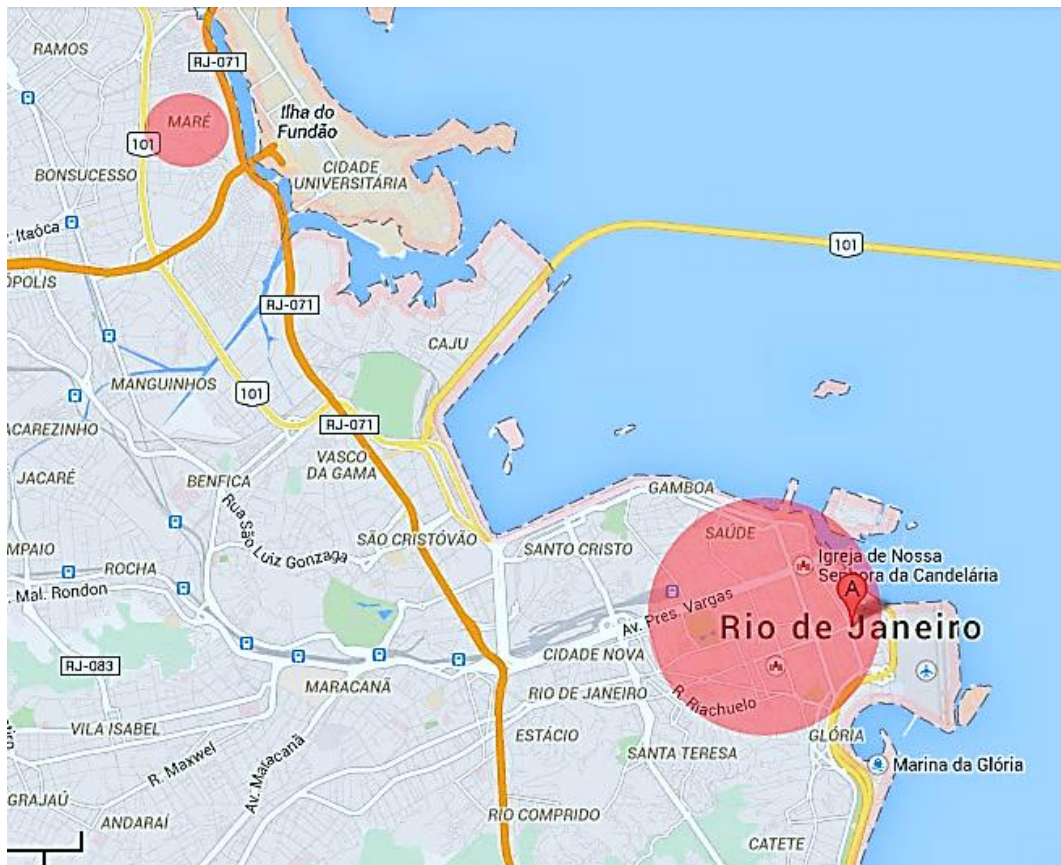 RAMOS
RJ-071
MARÉ
Ilha do
Fundão
101
CIDADE
UNIVERSITÁRIA
BONSUCESSO
Itaóca
101
ÓPOLIS
RJ-071
CAJU
MANGUINHOS
101
ACAREZINHO
RJ-071
VASCO
DA GAMA
JACARÉ
BENFICA
GAMBOA
Rua São Luiz Gonzaga
SÃO CRISTÓVÃO
SANTO CRISTO
SAÚDE
MPAIO
ROCHA
Igreja de Nossa
Senhora da Candelária
. Mal. Rondon
A
Av. Pres. Vargas
Rio de Janeiro
CIDADE NOVA
RJ-083
MARACANÃ
RIO DE JANEIRO
R. Riachuelo
VILA ISABEL
ESTÁCIO
GLÓRIA
SANTA TERESA
R. Maxwel
Av. Maracanã
Marina da Glória
GRAJAÚ
ANDARAÍ
RIO COMPRIDO
CATETE